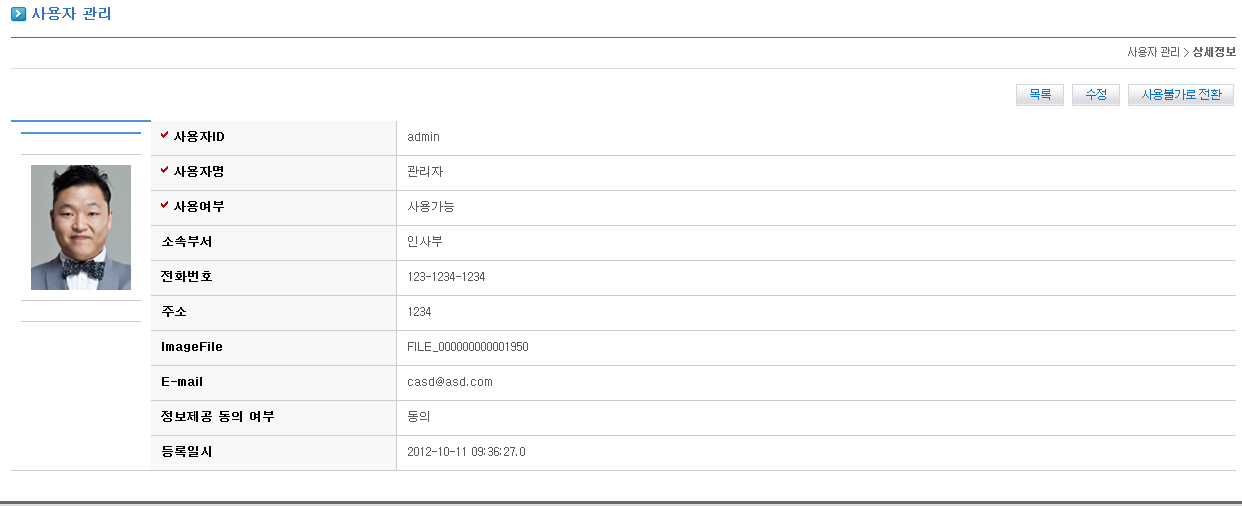 사용자 관리
사용자 관리 > 상세정보
목록 수정 사용불가로 전환
사용자ID admin
사용자명 관리자
사용여부 사용가능
소속부서 인사부
전화번호 123-1234-1234
주소 1234
ImageFile FILE_000000000001950
E-mail casd@asd.com
정보제공 동의 여부 동의
등록일시 2012-10-11 09:36:27.0